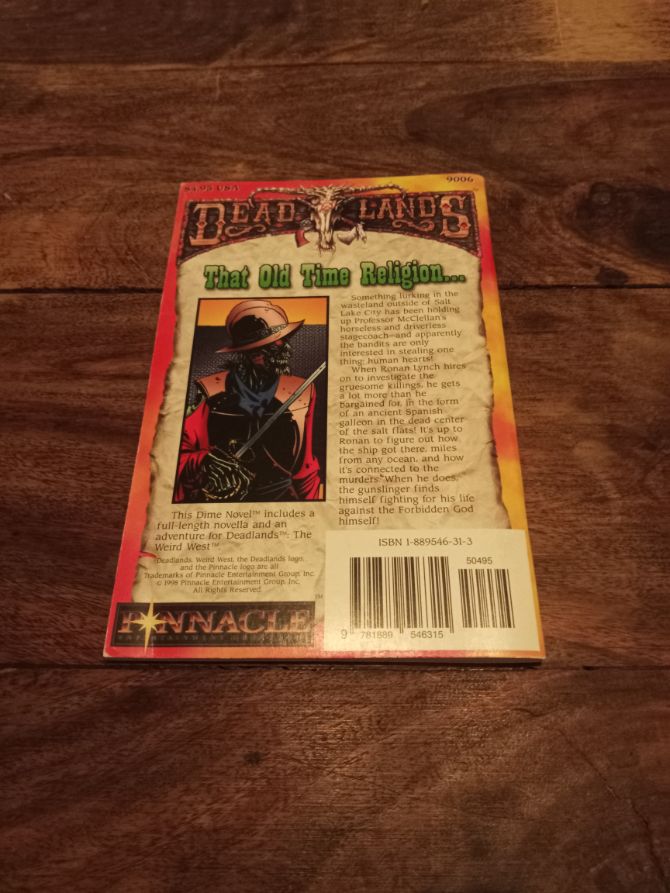 $4.95 USA
9006
DEADLANDS
That Old Time Religion...
Something lurking in the
wasteland outside of Salt
Lake City has been holding
up Professor McClellan's
horseless and driverless
stagecoach—and apparently
the bandits are only
interested in stealing one
thing: human hearts!
When Ronan Lynch hires
on to investigate the
gruesome killings, he gets
a lot more than he
bargained for, in the form
of an ancient Spanish
galleon in the dead center
of the salt flats! It's up to
Ronan to figure out how
the ship got there, miles
from any ocean, and how
it's connected to the
murders. When he does,
the gunslinger finds
himself fighting for his life
against the Forbidden God
himself!
This Dime Novel™ includes a
full-length novella and an
adventure for Deadlands™: The
Weird West™.
Deadlands, Weird West, the Deadlands logo,
and the Pinnacle logo are all
Trademarks of Pinnacle Entertainment Group, Inc.
© 1998 Pinnacle Entertainment Group, Inc.
All Rights Reserved.
PINNACLE™
ISBN 1-889546-31-3
50495
9 781889 546315